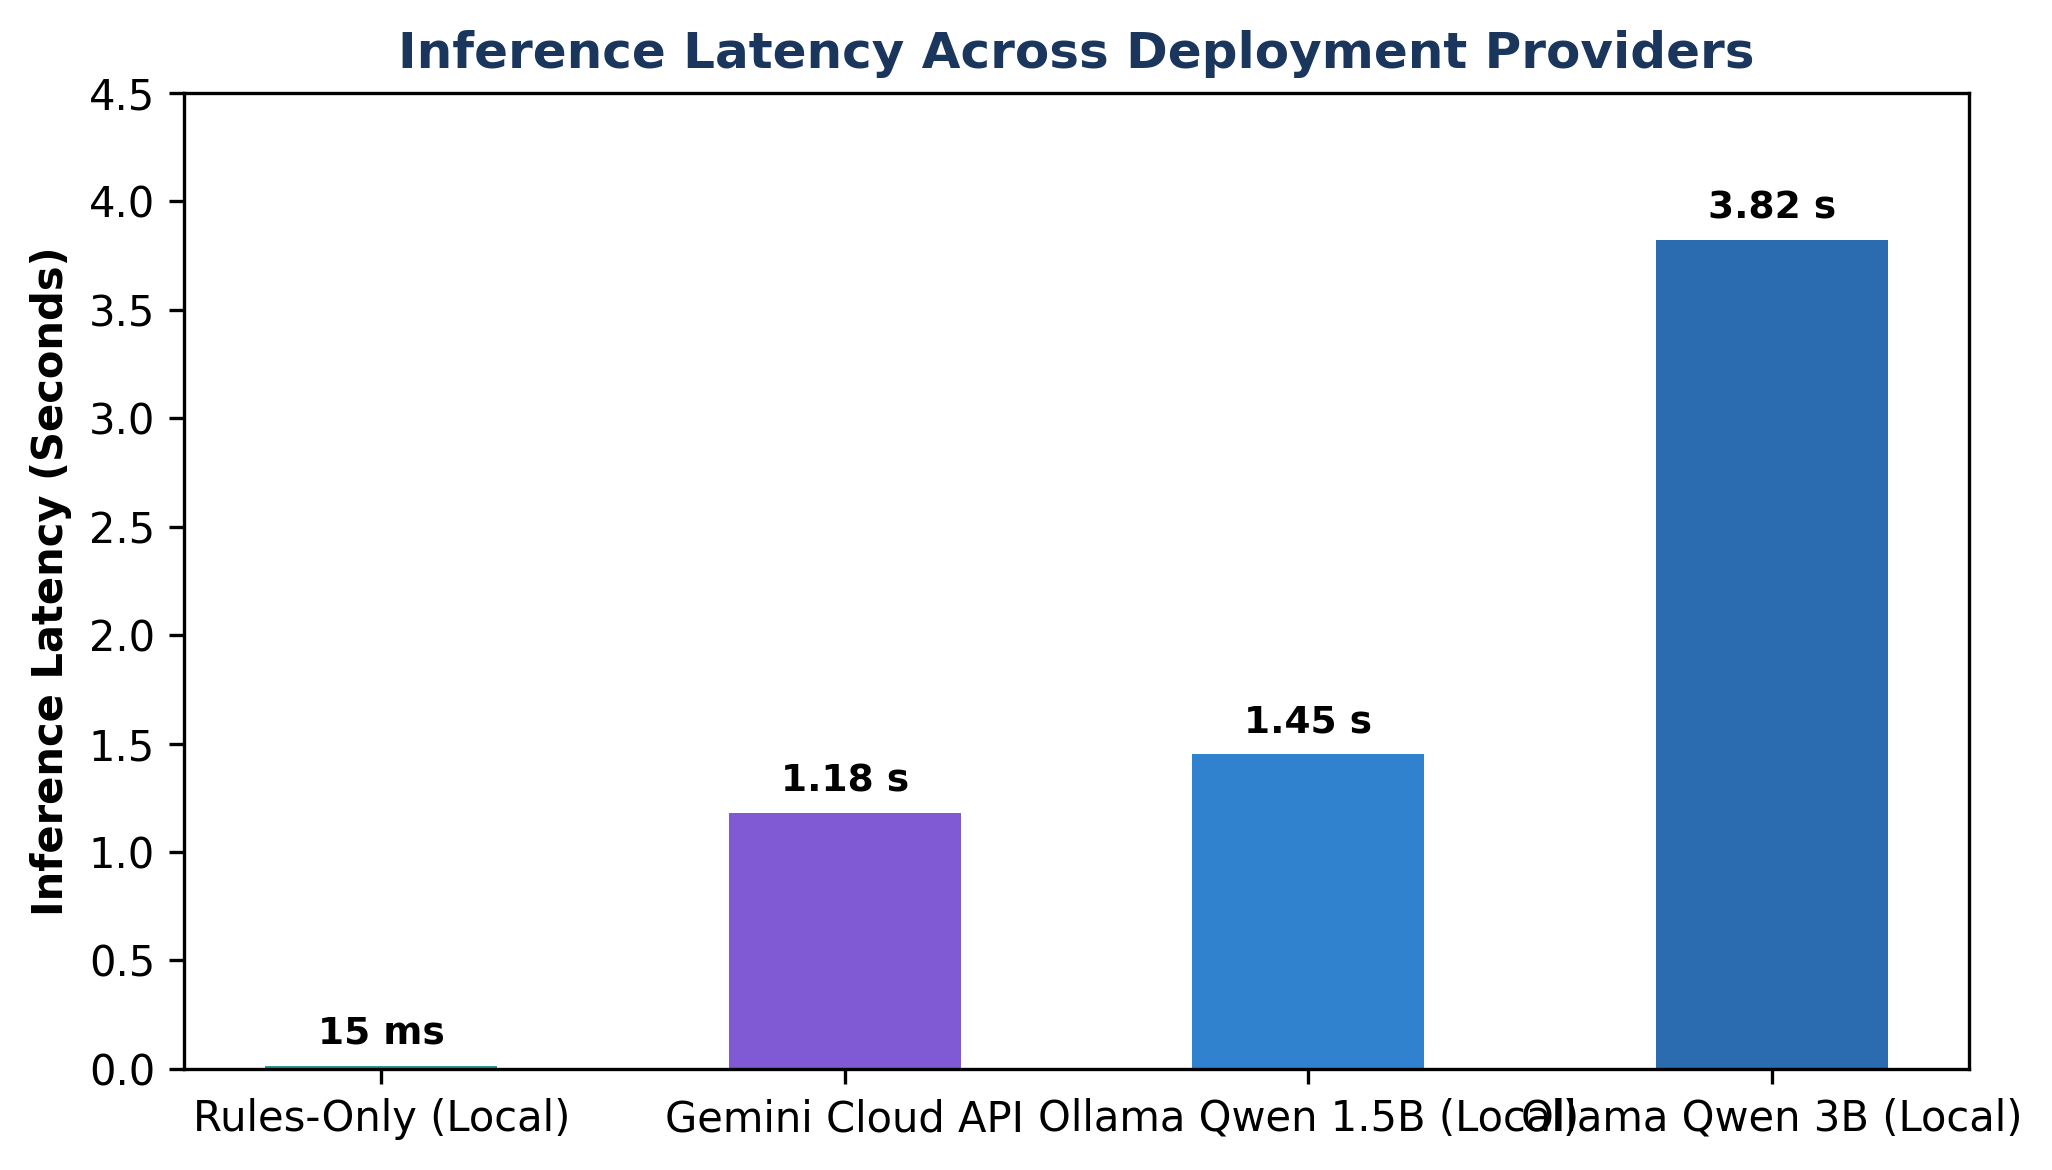 Inference Latency Across Deployment Providers
Inference Latency (Seconds)
4.5
4.0
3.5
3.0
2.5
2.0
1.5
1.0
0.5
0.0
15 ms
1.18 s
1.45 s
3.82 s
Rules-Only (Local)
Gemini Cloud API
Ollama Qwen 1.5B (Local)
Ollama Qwen 3B (Local)